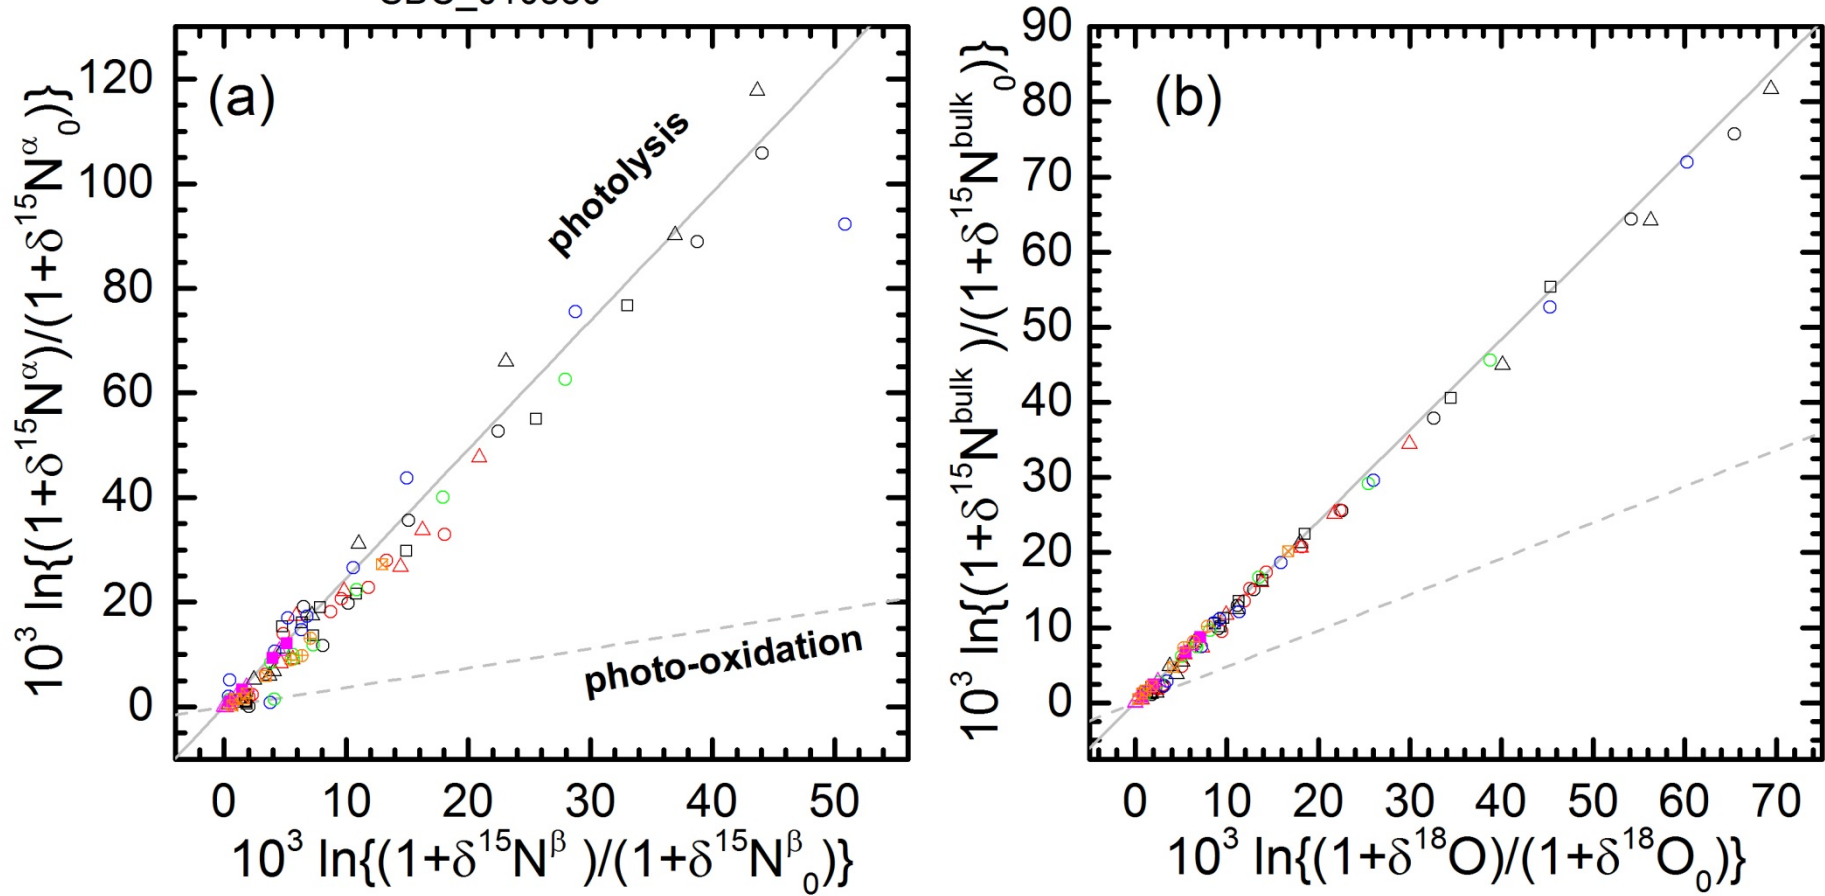 (a)
120
100
80
60
40
20
0
10³ ln{(1+δ¹⁵Nᵅ)/(1+δ¹⁵Nᵅ₀)}
photolysis
photo-oxidation
0 10 20 30 40 50
10³ ln{(1+δ¹⁵Nᵝ )/(1+δ¹⁵Nᵝ₀)}
(b)
90
80
70
60
50
40
30
20
10
0
10³ ln{(1+δ¹⁵Nᵇᵘˡᵏ )/(1+δ¹⁵Nᵇᵘˡᵏ₀)}
0 10 20 30 40 50 60 70
10³ ln{(1+δ¹⁸O)/(1+δ¹⁸O₀)}